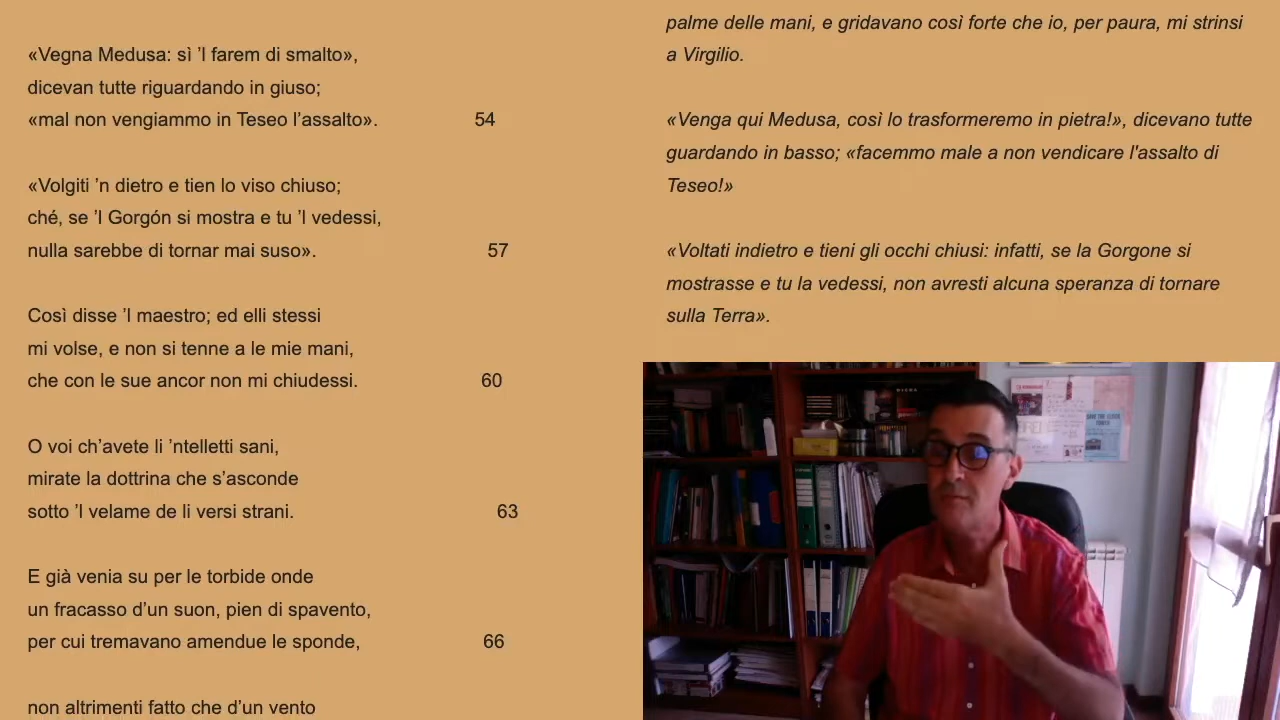 «Vegna Medusa: sì 'l farem di smalto»,
dicevan tutte riguardando in giuso;
«mal non vengiammo in Teseo l'assalto». 54
«Volgiti 'n dietro e tien lo viso chiuso;
ché, se 'l Gorgón si mostra e tu 'l vedessi,
nulla sarebbe di tornar mai suso». 57
Così disse 'l maestro; ed elli stessi
mi volse, e non si tenne a le mie mani,
che con le sue ancor non mi chiudessi. 60
O voi ch'avete li 'ntelletti sani,
mirate la dottrina che s'asconde
sotto 'l velame de li versi strani. 63
E già venia su per le torbide onde
un fracasso d'un suon, pien di spavento,
per cui tremavano amendue le sponde, 66
non altrimenti fatto che d'un vento
palme delle mani, e gridavano così forte che io, per paura, mi strinsi
a Virgilio.
«Venga qui Medusa, così lo trasformeremo in pietra!», dicevano tutte
guardando in basso; «facemmo male a non vendicare l'assalto di
Teseo!»
«Voltati indietro e tieni gli occhi chiusi: infatti, se la Gorgone si
mostrasse e tu la vedessi, non avresti alcuna speranza di tornare
sulla Terra».